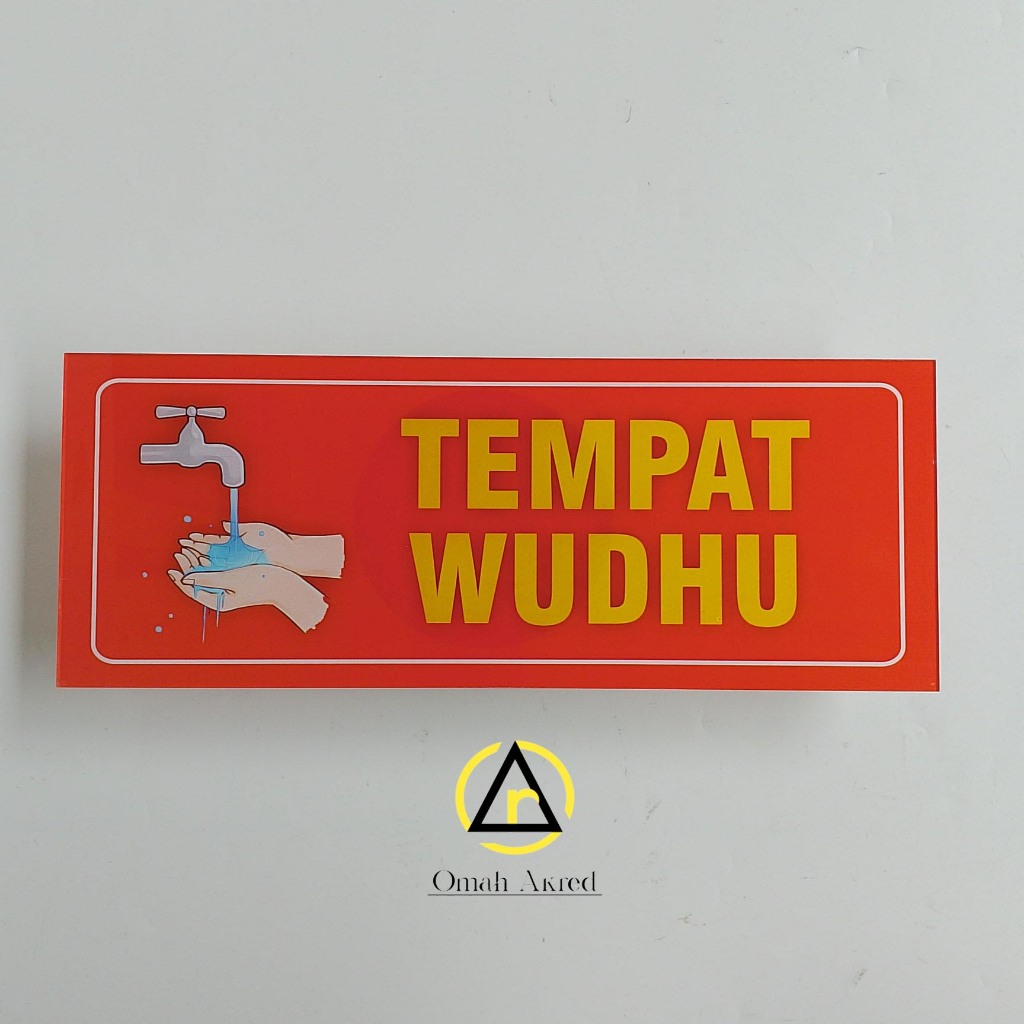 TEMPAT
WUDHU
r
Omah Akred